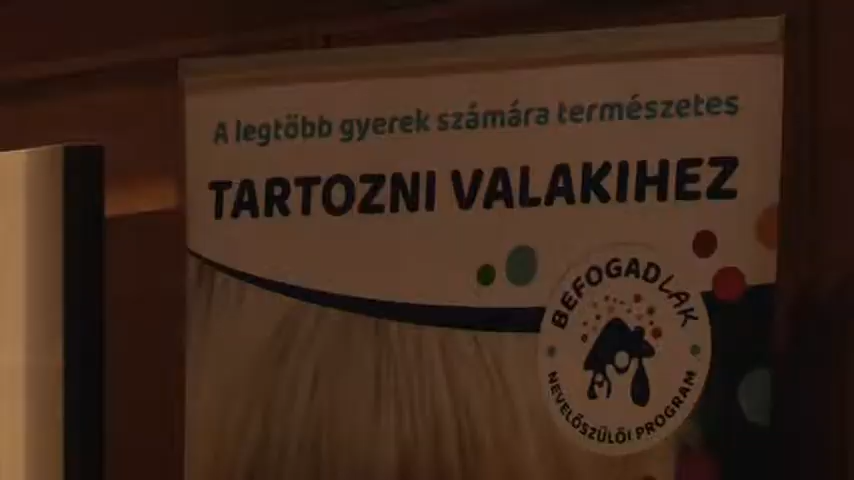 A legtöbb gyerek számára természetes
TARTOZNI VALAKIHEZ
BEFOGADLAK
NEVELŐSZÜLŐI PROGRAM